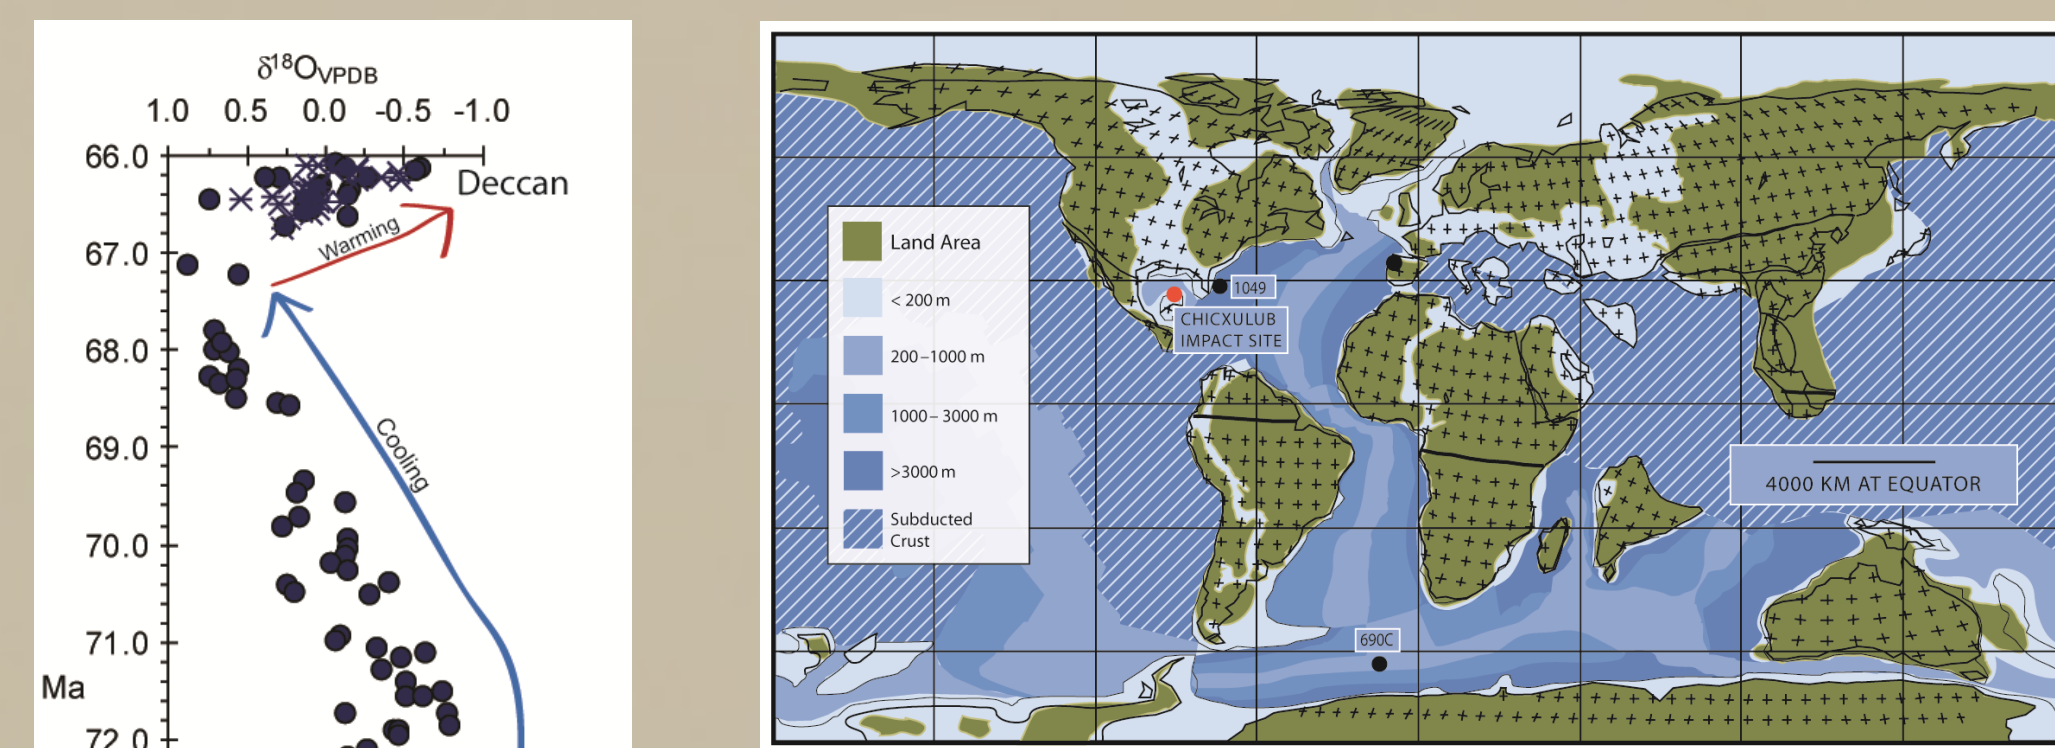 δ18OVPDB
1.0 0.5 0.0 -0.5 -1.0
66.0
Deccan
Warming
67.0
68.0
69.0
Cooling
70.0
71.0
Ma
72.0
Land Area
< 200 m
200–1000 m
1000–3000 m
>3000 m
Subducted
Crust
1049
CHICXULUB
IMPACT SITE
4000 KM AT EQUATOR
690C